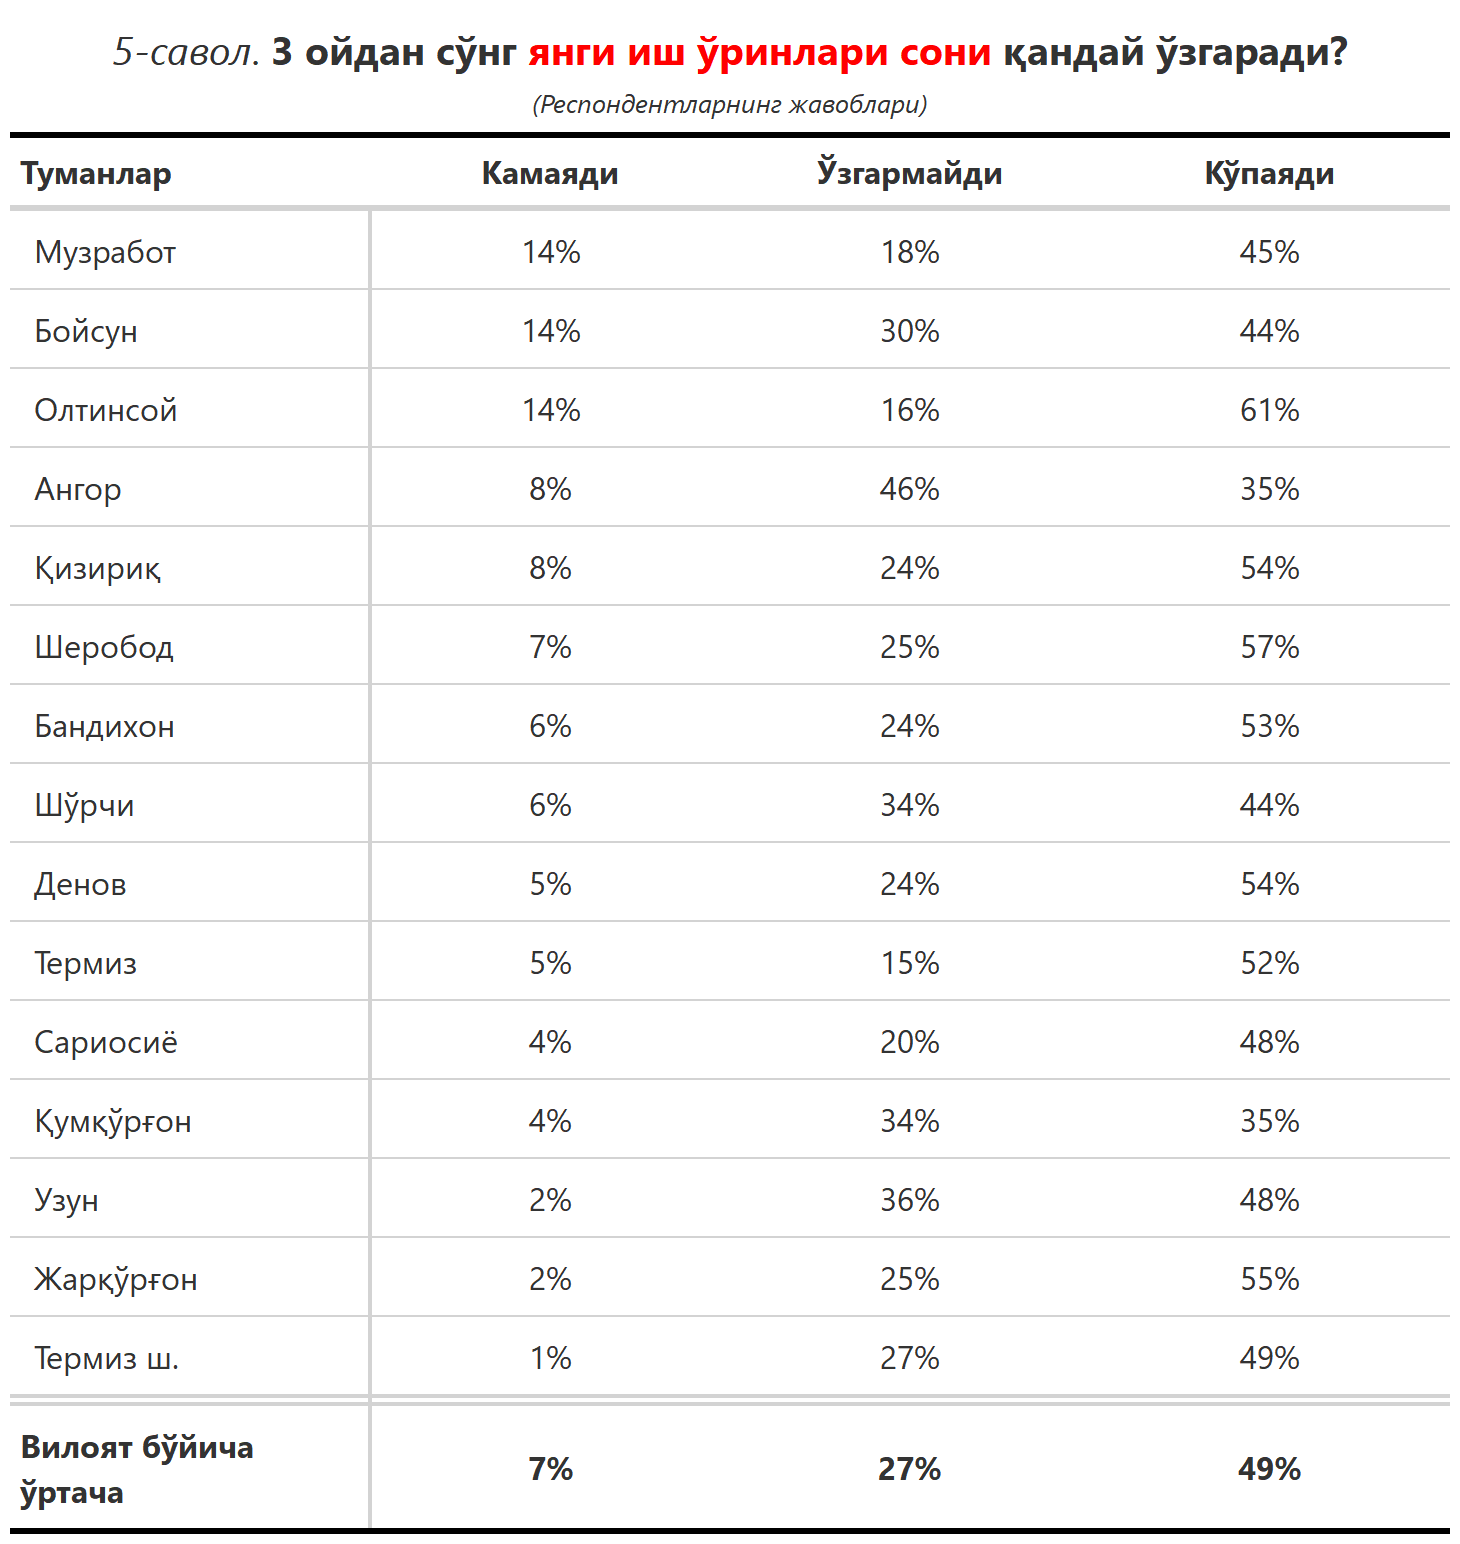 5-савол. 3 ойдан сўнг янги иш ўринлари сони қандай ўзгаради?
(Респондентларнинг жавоблари)
Туманлар Камаяди Ўзгармайди Кўпаяди
Музработ 14% 18% 45%
Бойсун 14% 30% 44%
Олтинсой 14% 16% 61%
Ангор 8% 46% 35%
Қизириқ 8% 24% 54%
Шеробод 7% 25% 57%
Бандихон 6% 24% 53%
Шўрчи 6% 34% 44%
Денов 5% 24% 54%
Термиз 5% 15% 52%
Сариосиё 4% 20% 48%
Қумқўрғон 4% 34% 35%
Узун 2% 36% 48%
Жарқўрғон 2% 25% 55%
Термиз ш. 1% 27% 49%
Вилоят бўйича
ўртача 7% 27% 49%